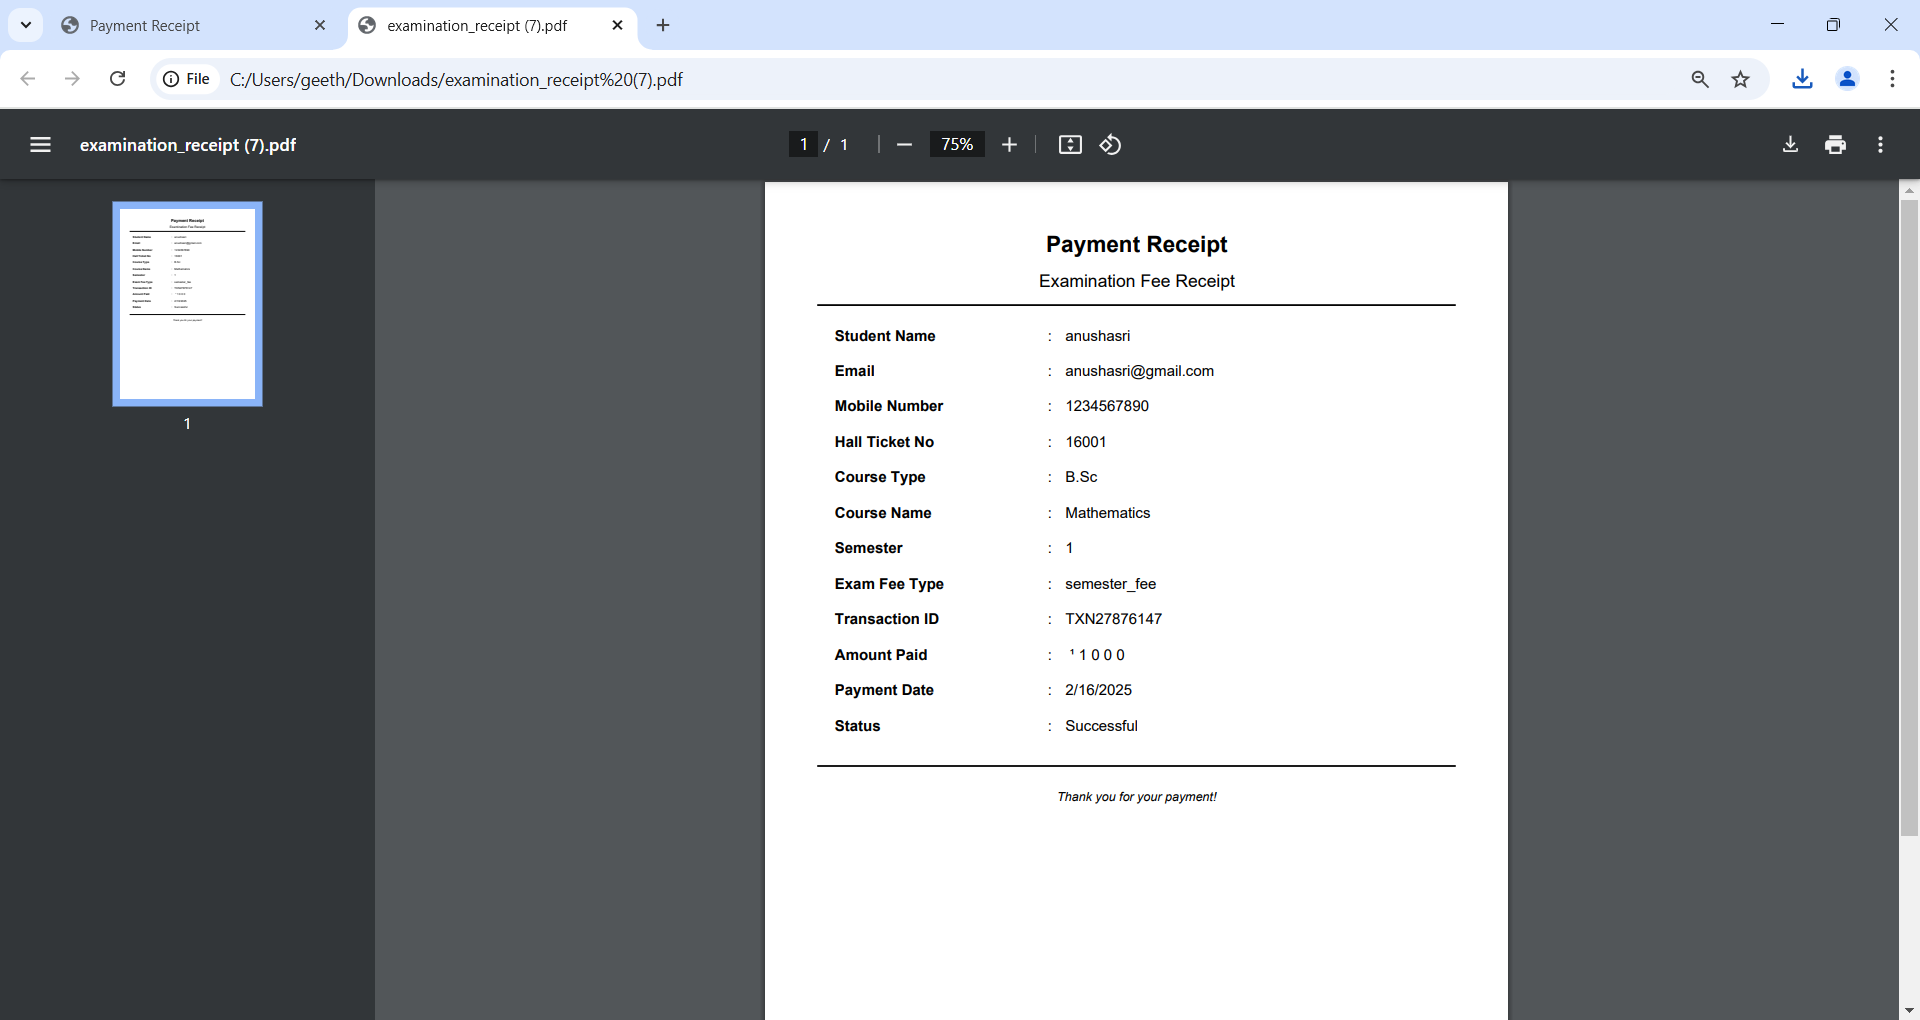 Payment Receipt
examination_receipt (7).pdf
File
C:/Users/geeth/Downloads/examination_receipt%20(7).pdf
examination_receipt (7).pdf
1 / 1
75%
Payment Receipt
Examination Fee Receipt
Student Name : anushasri
Email : anushasri@gmail.com
Mobile Number : 1234567890
Hall Ticket No : 16001
Course Type : B.Sc
Course Name : Mathematics
Semester : 1
Exam Fee Type : semester_fee
Transaction ID : TXN27876147
Amount Paid : ¹ 1 0 0 0
Payment Date : 2/16/2025
Status : Successful
Thank you for your payment!
1